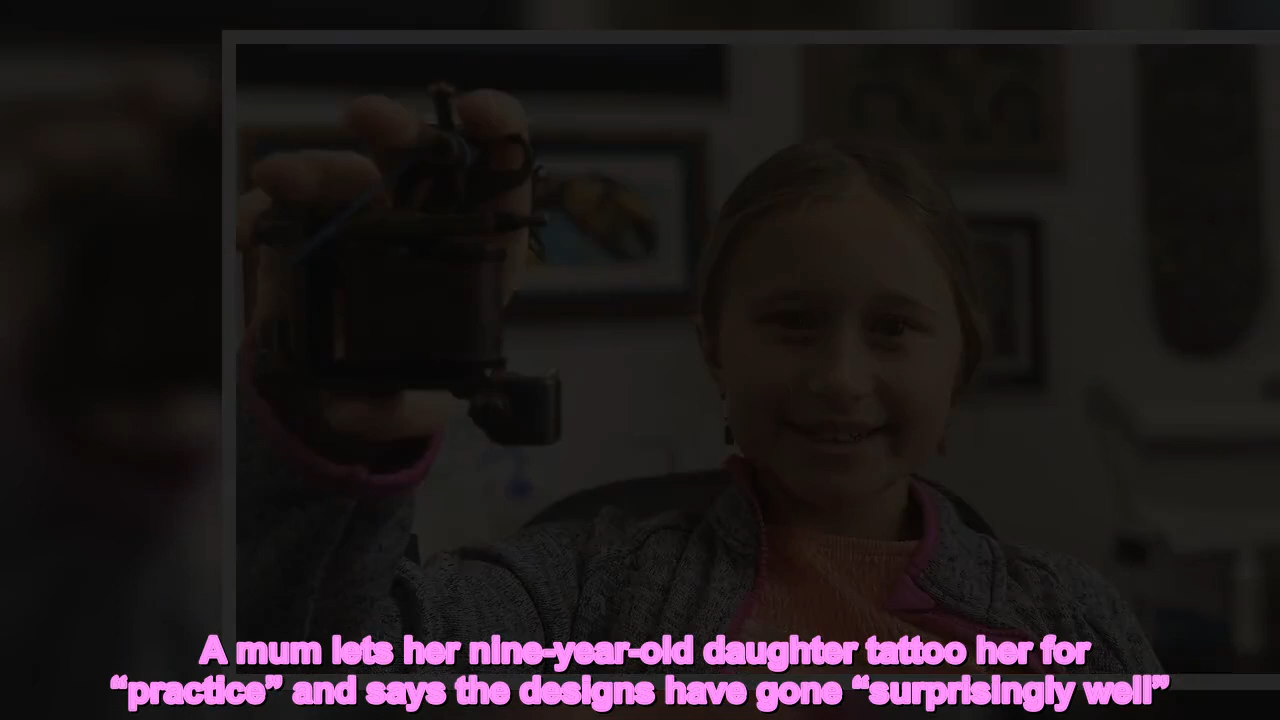 A mum lets her nine-year-old daughter tattoo her for
“practice” and says the designs have gone “surprisingly well”